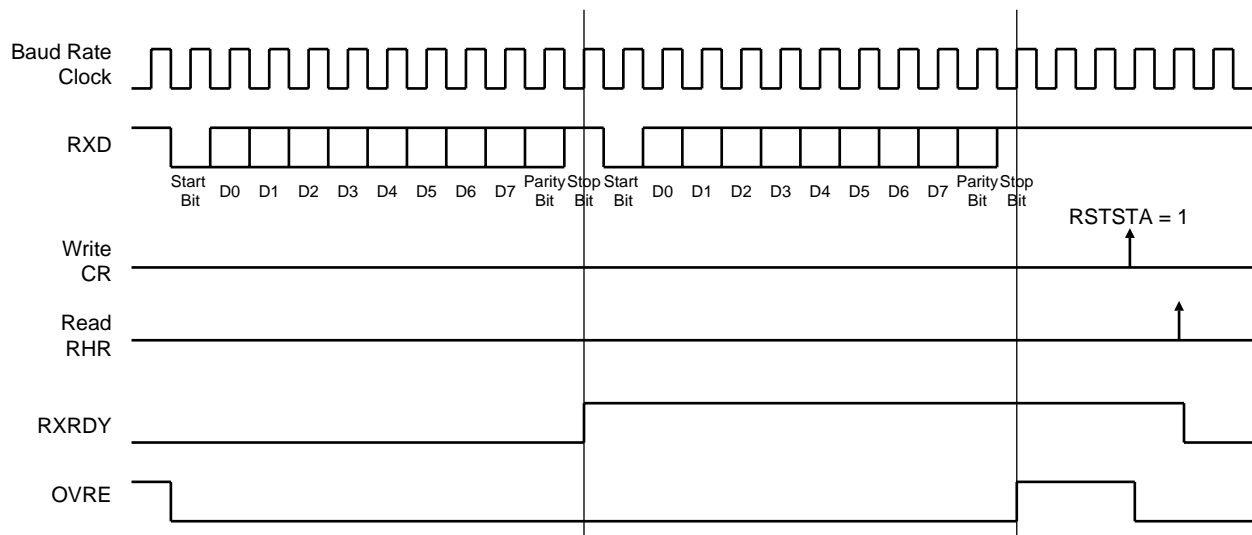 Baud Rate
Clock
RXD
Start
Bit
D0 D1 D2 D3 D4 D5 D6 D7
Parity
Bit
Stop
Bit
Start
Bit
D0 D1 D2 D3 D4 D5 D6 D7
Parity
Bit
Stop
Bit
RSTSTA = 1
Write
CR
Read
RHR
RXRDY
OVRE